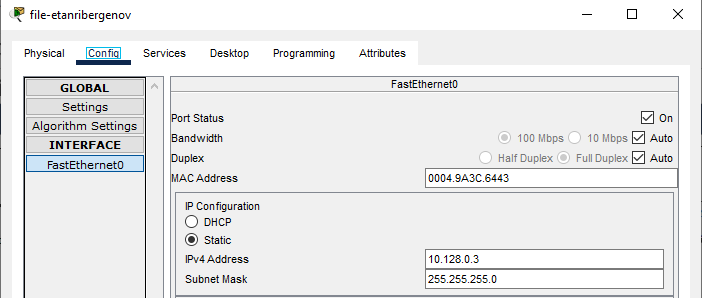 file-etanribergenov
Physical Config Services Desktop Programming Attributes
GLOBAL
Settings
Algorithm Settings
INTERFACE
FastEthernet0
FastEthernet0
Port Status On
Bandwidth 100 Mbps 10 Mbps Auto
Duplex Half Duplex Full Duplex Auto
MAC Address 0004.9A3C.6443
IP Configuration
DHCP
Static
IPv4 Address 10.128.0.3
Subnet Mask 255.255.255.0